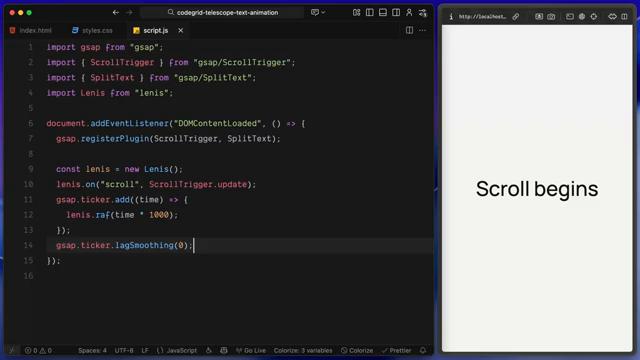 codegrid-telescope-text-animation
index.html
styles.css
JS script.js
http://localhost...
1 import gsap from "gsap";
2 import { ScrollTrigger } from "gsap/ScrollTrigger";
3 import { SplitText } from "gsap/SplitText";
4 import Lenis from "lenis";
5
6 document.addEventListener("DOMContentLoaded", () => {
7 gsap.registerPlugin(ScrollTrigger, SplitText);
8
9 const lenis = new Lenis();
10 lenis.on("scroll", ScrollTrigger.update);
11 gsap.ticker.add((time) => {
12 lenis.raf(time * 1000);
13 });
14 gsap.ticker.lagSmoothing(0);
15 });
16
Scroll begins
0 0
Spaces: 4 UTF-8 LF {} JavaScript Go Live Colorize: 3 variables Colorize Prettier